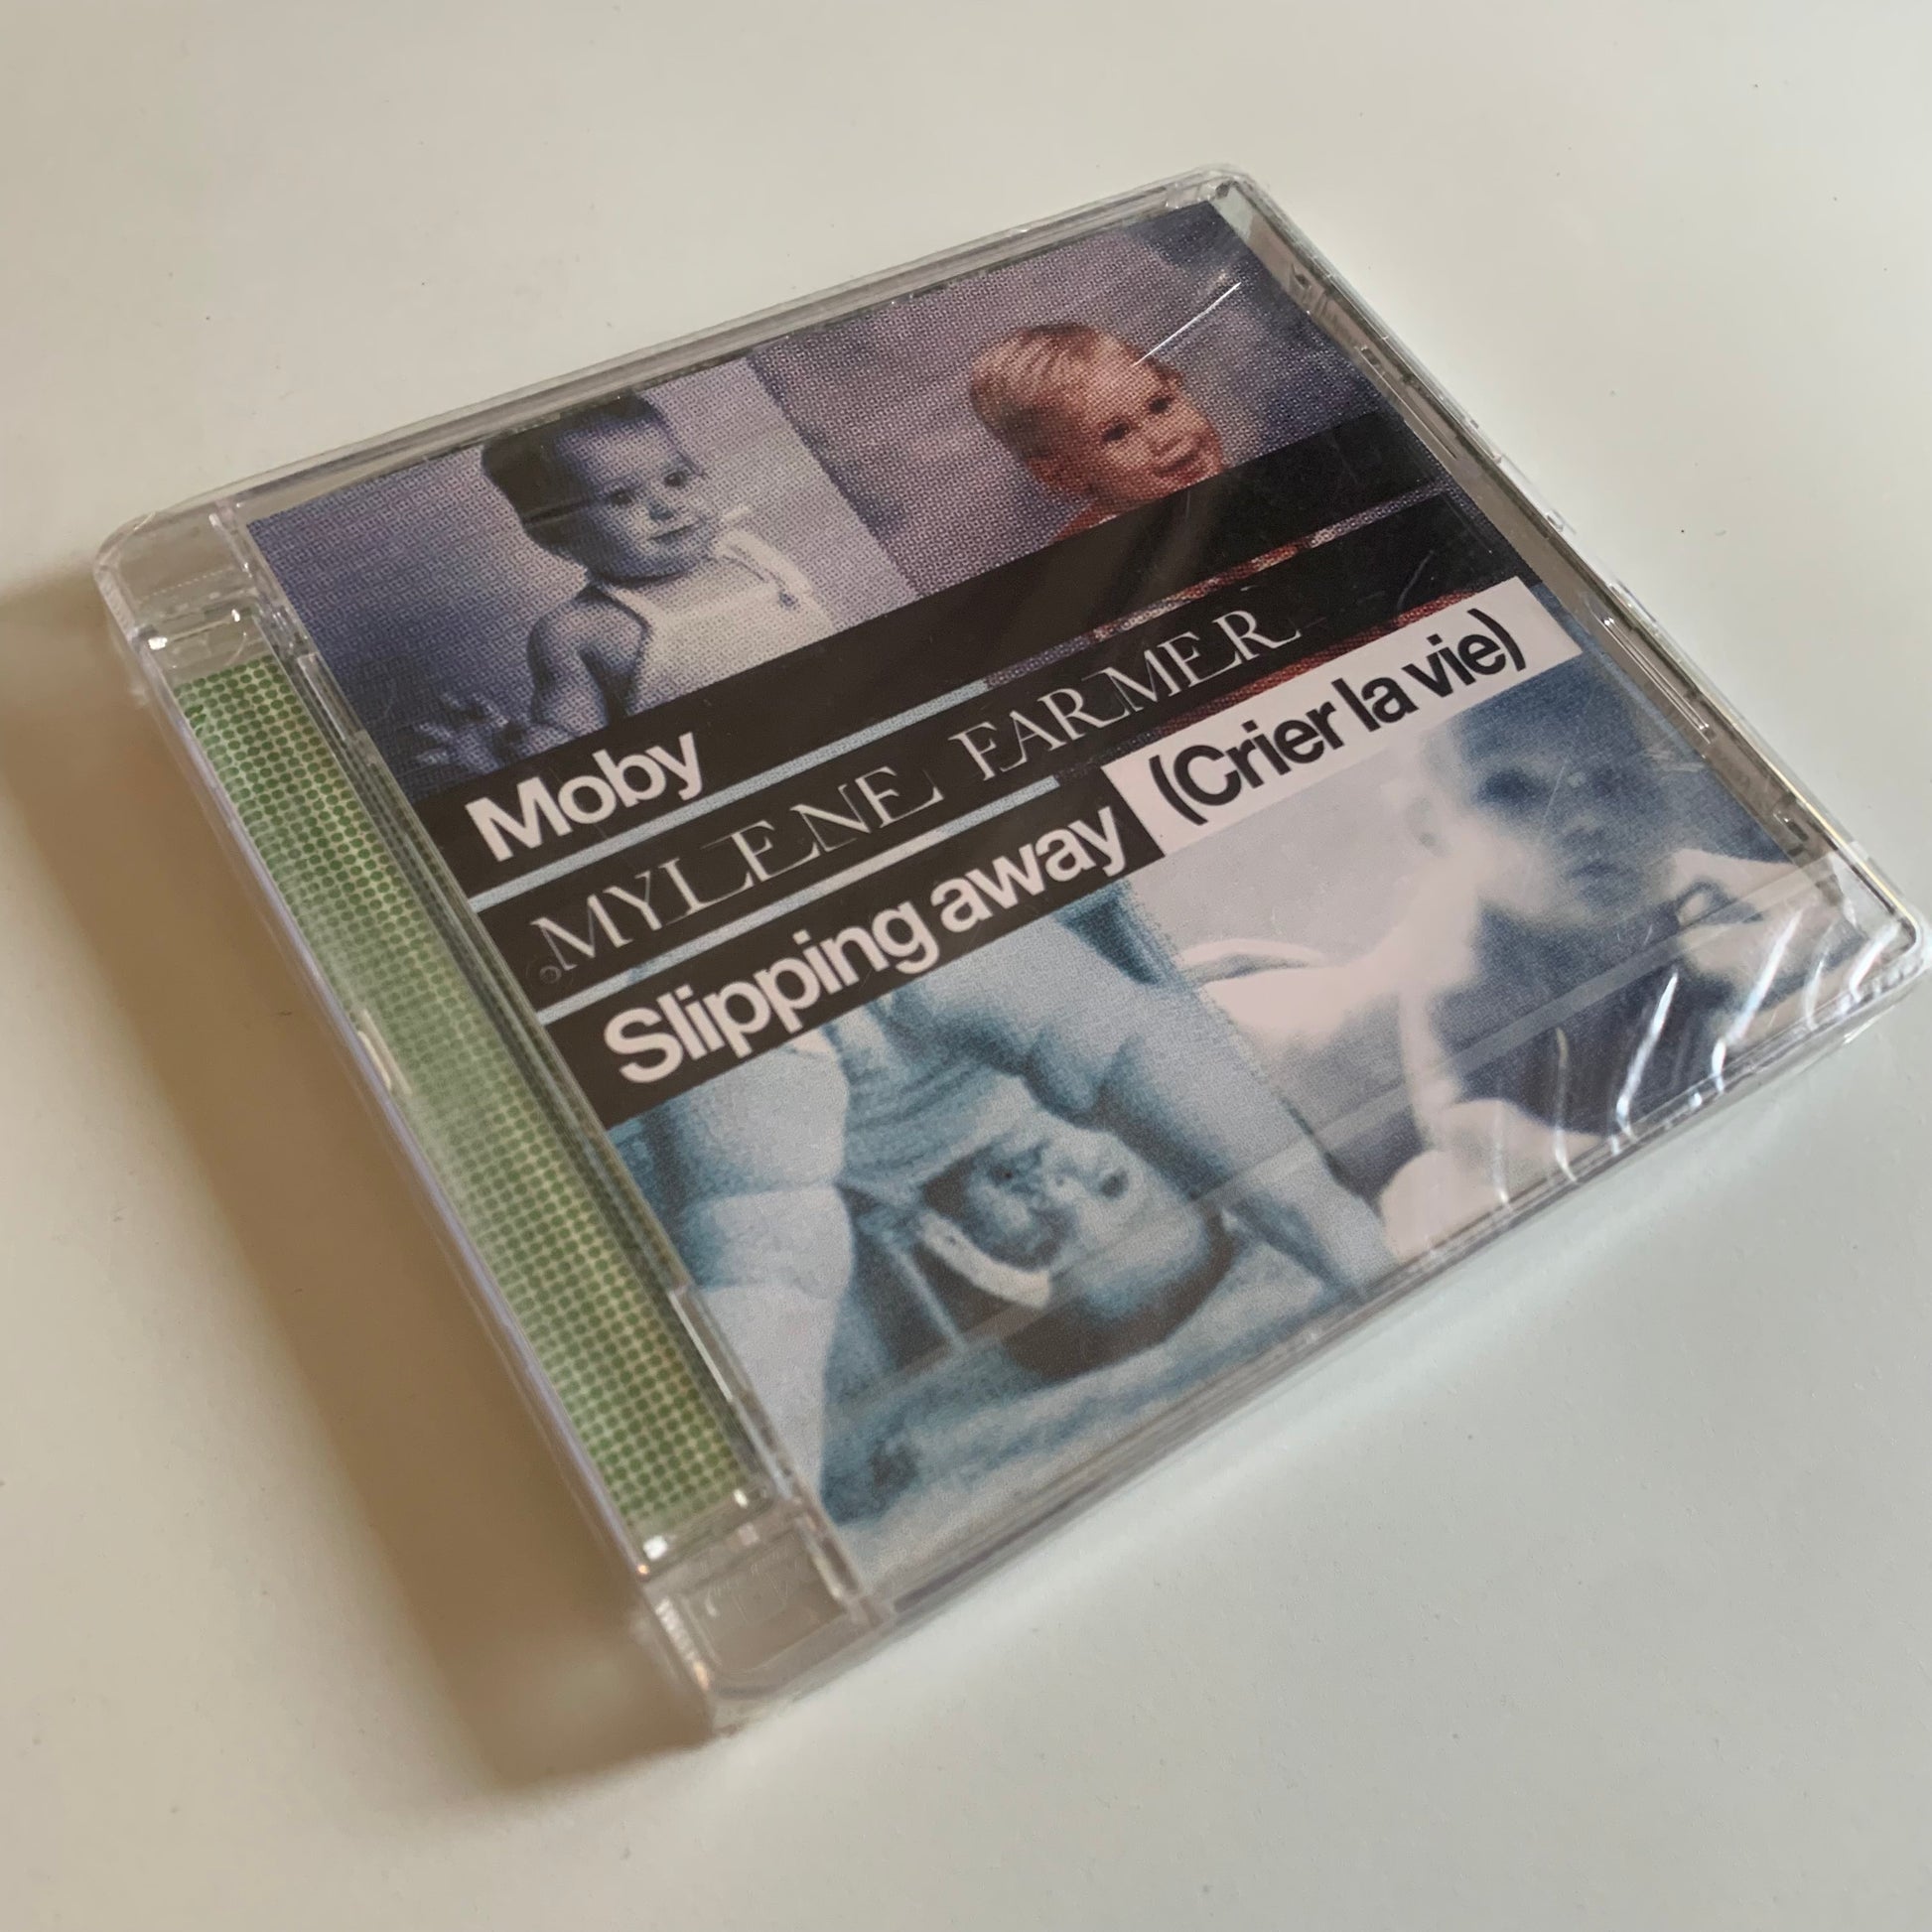 Moby
MYLENE FARMER
Slipping away (Crier la vie)